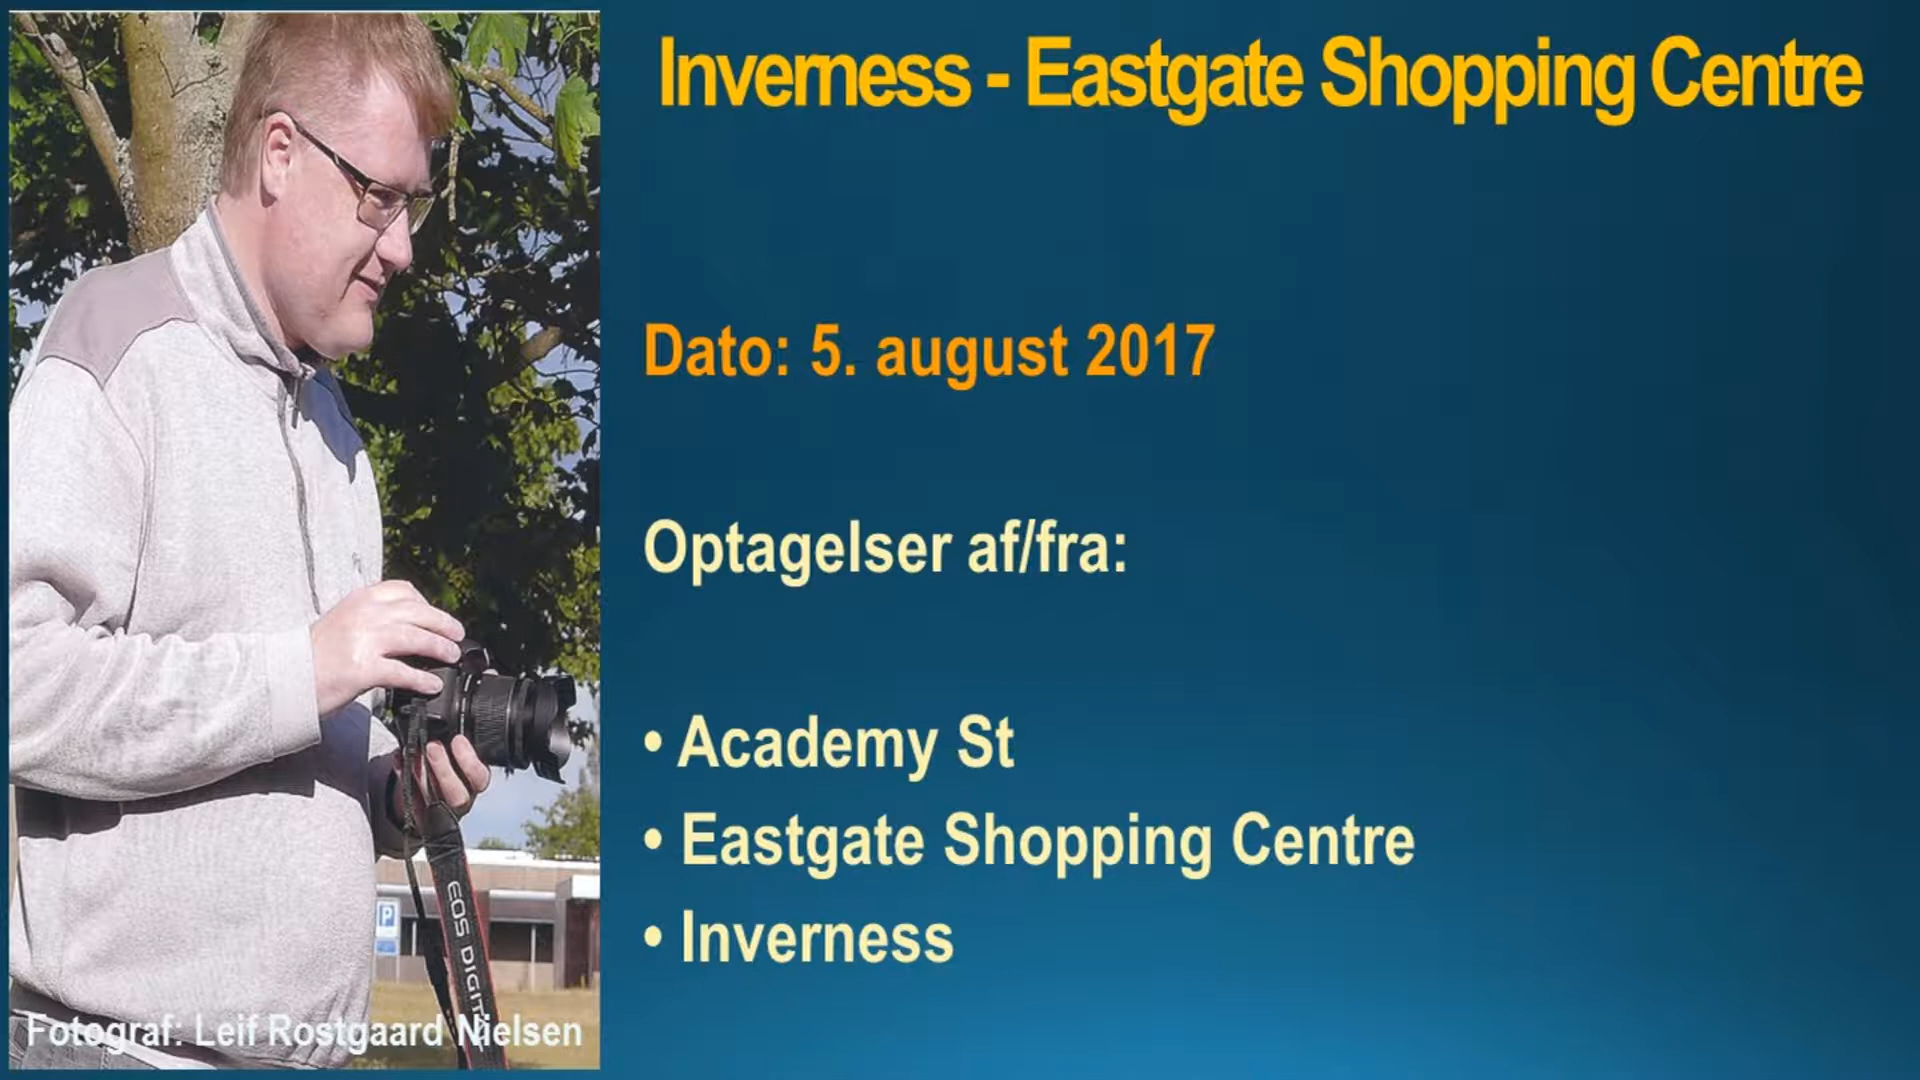 Inverness - Eastgate Shopping Centre
Dato: 5. august 2017
Optagelser af/fra:
• Academy St
• Eastgate Shopping Centre
• Inverness
P
EOS DIGIT
Fotograf: Leif Rostgaard Nielsen